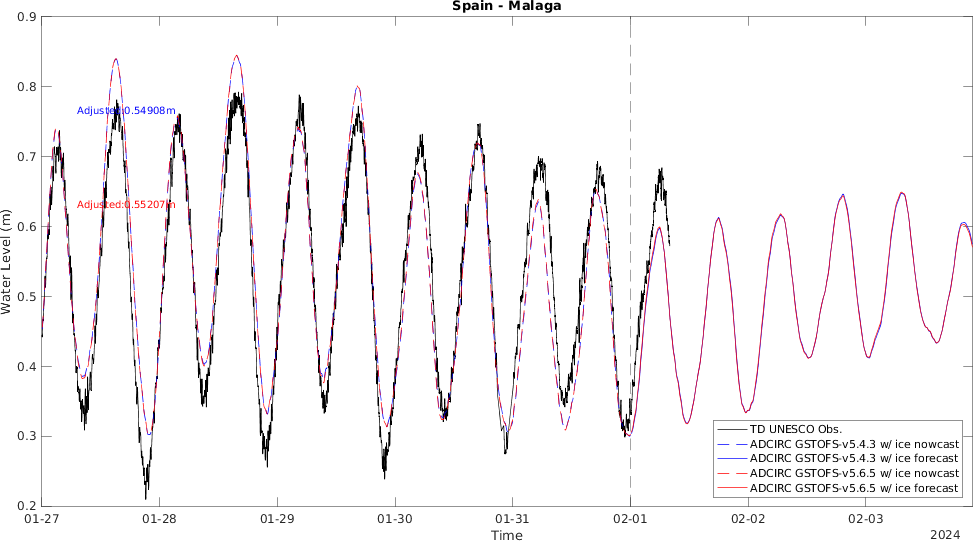 Spain - Malaga
0.9
0.8
0.7
0.6
0.5
0.4
0.3
0.2
Water Level (m)
Adjusted:0.54908m
Adjusted:0.55207m
TD UNESCO Obs.
ADCIRC GSTOFS-v5.4.3 w/ ice nowcast
ADCIRC GSTOFS-v5.4.3 w/ ice forecast
ADCIRC GSTOFS-v5.6.5 w/ ice nowcast
ADCIRC GSTOFS-v5.6.5 w/ ice forecast
01-27 01-28 01-29 01-30 01-31 02-01 02-02 02-03
Time
2024